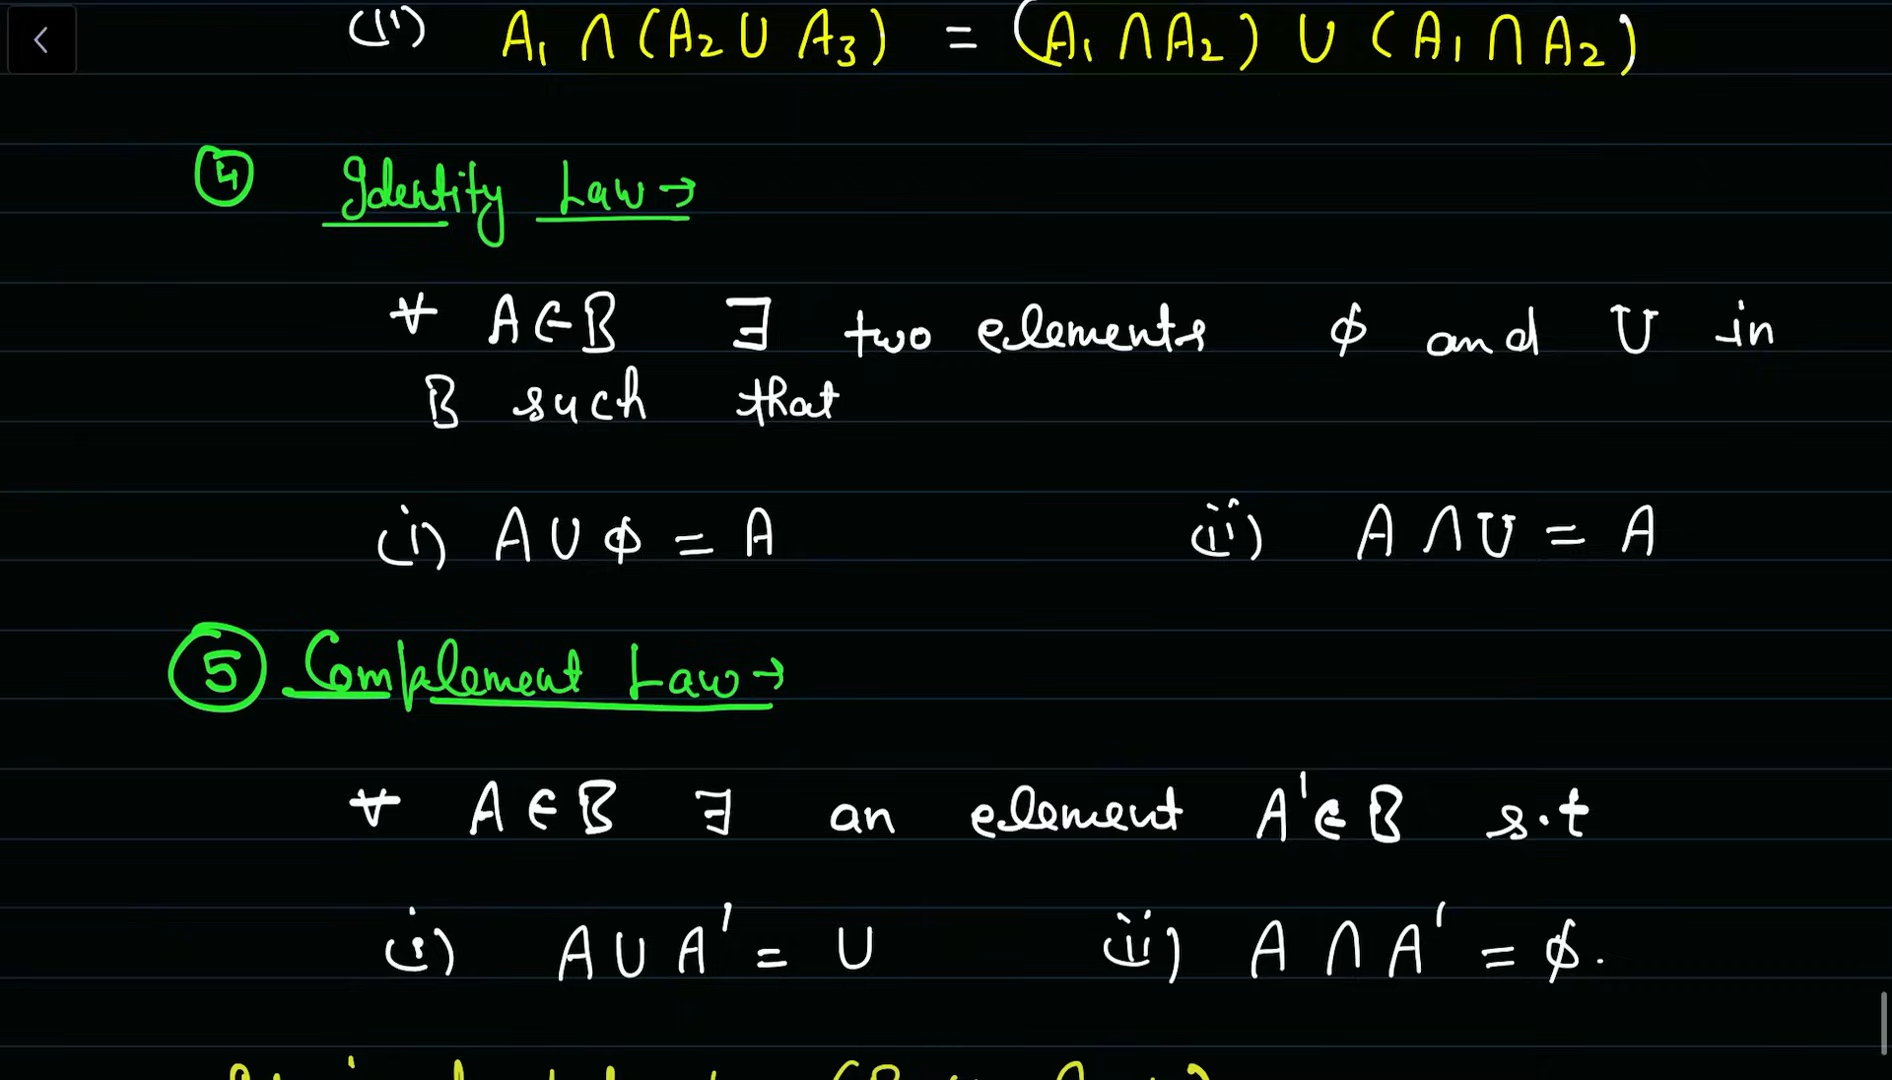 (ii) A₁ ∩ (A₂ ∪ A₃) = (A₁ ∩ A₂) ∪ (A₁ ∩ A₂)
④ Identity Law →
∀ A ∈ B ∃ two elements ϕ and U in
B such that
(i) A ∪ ϕ = A (ii) A ∩ U = A
⑤ Complement Law →
∀ A ∈ B ∃ an element A' ∈ B s.t
(i) A ∪ A' = U (ii) A ∩ A' = ϕ.